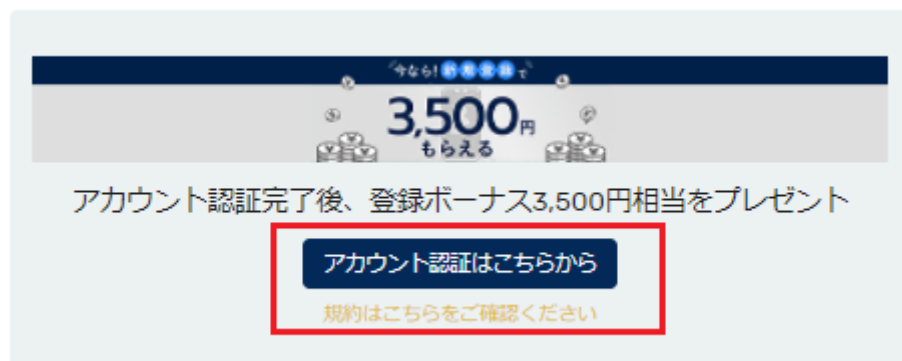 今なら!新規登録で
3,500円
もらえる
アカウント認証完了後、登録ボーナス3,500円相当をプレゼント
アカウント認証はこちらから
規約はこちらをご確認ください